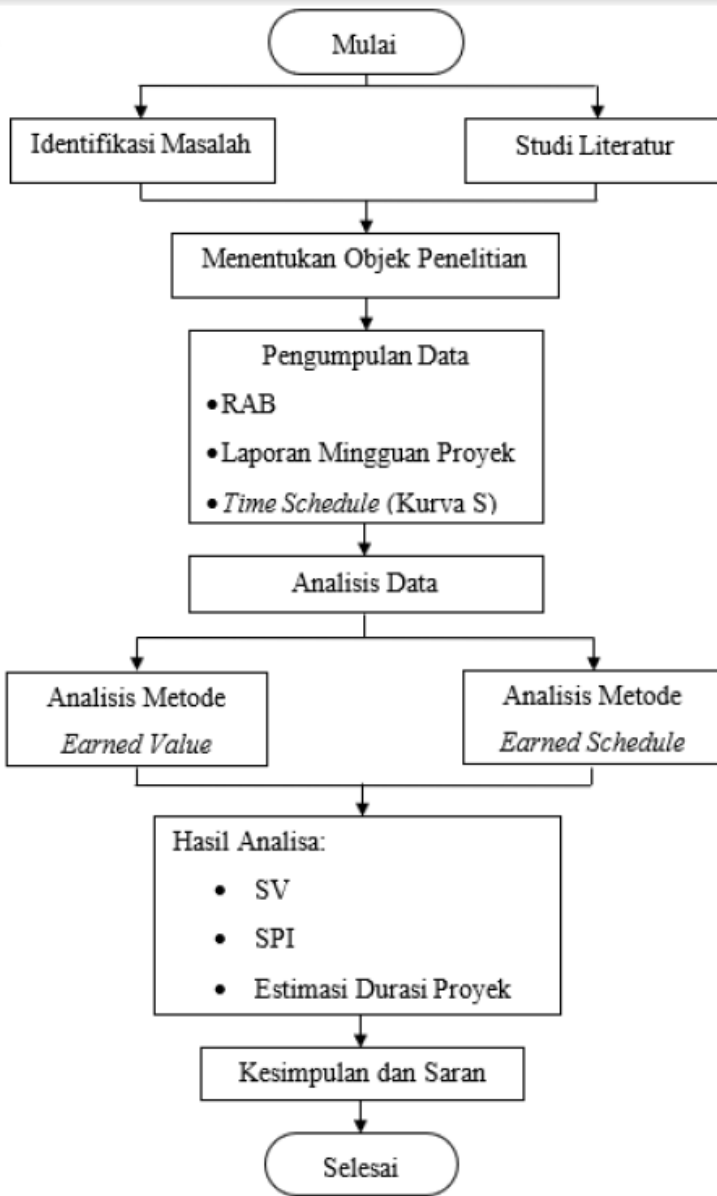 Mulai
Identifikasi Masalah
Studi Literatur
Menentukan Objek Penelitian
Pengumpulan Data
•RAB
•Laporan Mingguan Proyek
•Time Schedule (Kurva S)
Analisis Data
Analisis Metode
Earned Value
Analisis Metode
Earned Schedule
Hasil Analisa:
• SV
• SPI
• Estimasi Durasi Proyek
Kesimpulan dan Saran
Selesai